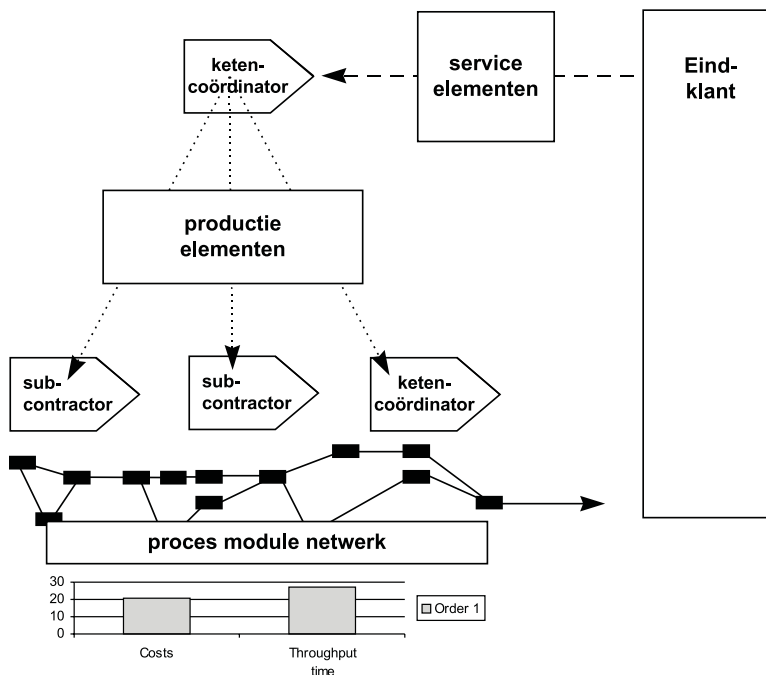 keten-
coördinator
service
elementen
Eind-
klant
productie
elementen
sub-
contractor
sub-
contractor
keten-
coördinator
proces module netwerk
30
20
10
0
Costs
Throughput
time
Order 1